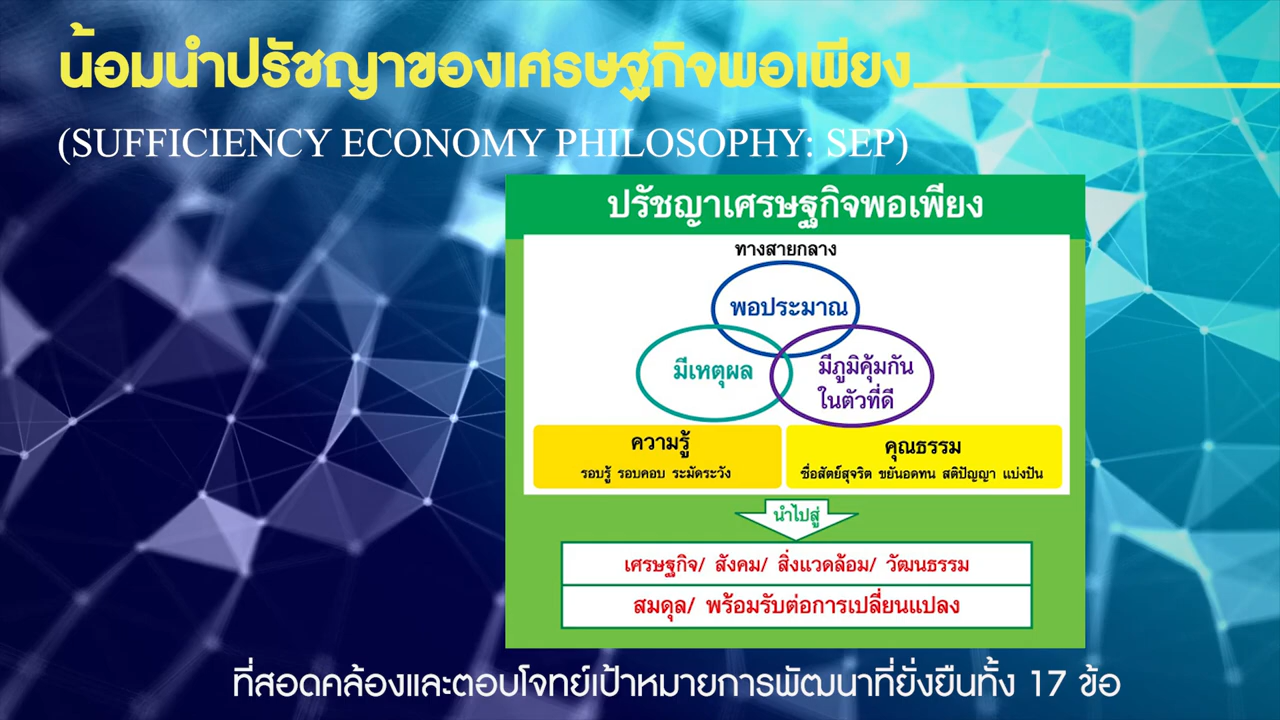 น้อมนำปรัชญาของเศรษฐกิจพอเพียง
(SUFFICIENCY ECONOMY PHILOSOPHY: SEP)
ปรัชญาเศรษฐกิจพอเพียง
ทางสายกลาง
พอประมาณ
มีเหตุผล
มีภูมิคุ้มกัน
ในตัวที่ดี
ความรู้
รอบรู้ รอบคอบ ระมัดระวัง
คุณธรรม
ซื่อสัตย์สุจริต ขยันอดทน สติปัญญา แบ่งปัน
นำไปสู่
เศรษฐกิจ/ สังคม/ สิ่งแวดล้อม/ วัฒนธรรม
สมดุล/ พร้อมรับต่อการเปลี่ยนแปลง
ที่สอดคล้องและตอบโจทย์เป้าหมายการพัฒนาที่ยั่งยืนทั้ง 17 ข้อ